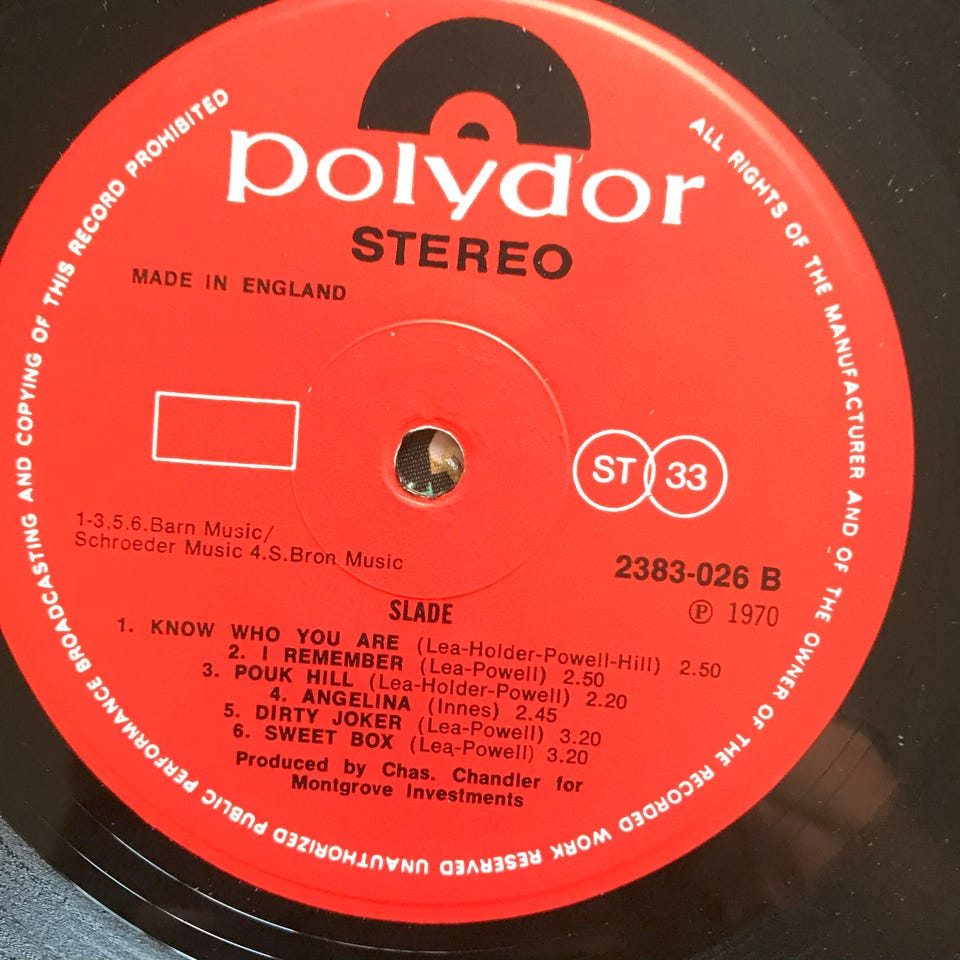 polydor
STEREO
MADE IN ENGLAND
ST 33
1-3,5.6.Barn Music/
Schroeder Music 4.S.Bron Music
2383-026 B
Ⓟ 1970
SLADE
1. KNOW WHO YOU ARE (Lea-Holder-Powell-Hill) 2.50
2. I REMEMBER (Lea-Powell) 2.50
3. POUK HILL (Lea-Holder-Powell) 2.20
4. ANGELINA (Innes) 2.45
5. DIRTY JOKER (Lea-Powell) 3.20
6. SWEET BOX (Lea-Powell) 3.20
Produced by Chas. Chandler for
Montgrove Investments
ALL RIGHTS OF THE MANUFACTURER AND OF THE OWNER OF THE RECORDED WORK RESERVED UNAUTHORIZED PUBLIC PERFORMANCE BROADCASTING AND COPYING OF THIS RECORD PROHIBITED